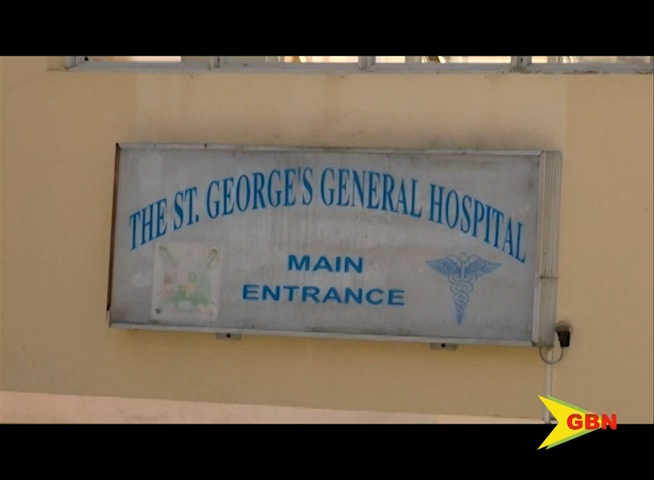 THE ST. GEORGE'S GENERAL HOSPITAL
MAIN
ENTRANCE
GBN